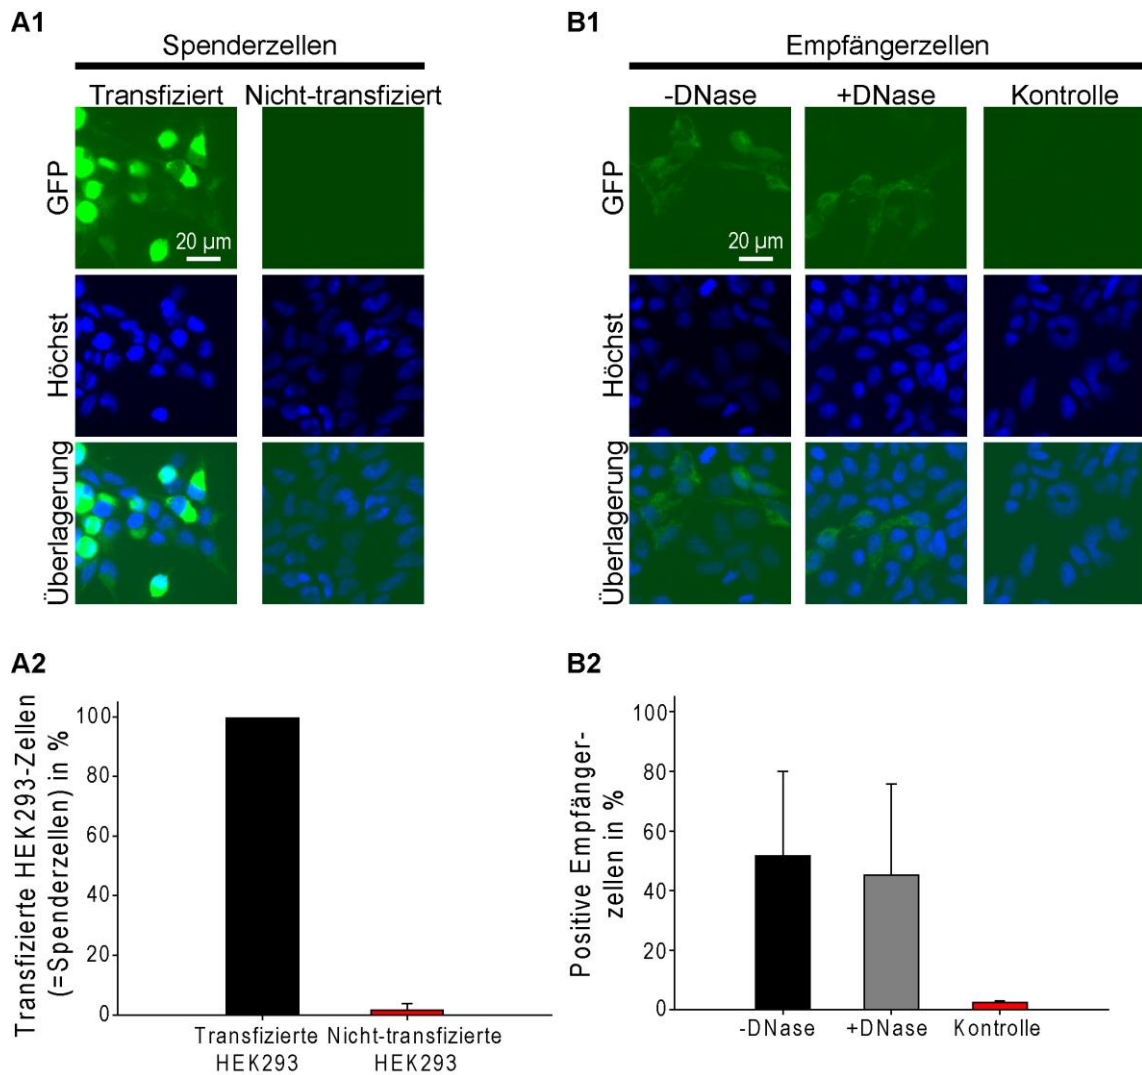 A1
Spenderzellen
Transfiziert Nicht-transfiziert
GFP
20 µm
Höchst
Überlagerung
B1
Empfängerzellen
-DNase +DNase Kontrolle
GFP
20 µm
Höchst
Überlagerung
A2
Transfizierte HEK293-Zellen
(=Spenderzellen) in %
100
80
60
40
20
0
Transfizierte Nicht-transfizierte
HEK293 HEK293
B2
Positive Empfänger-
zellen in %
100
80
60
40
20
0
-DNase +DNase Kontrolle